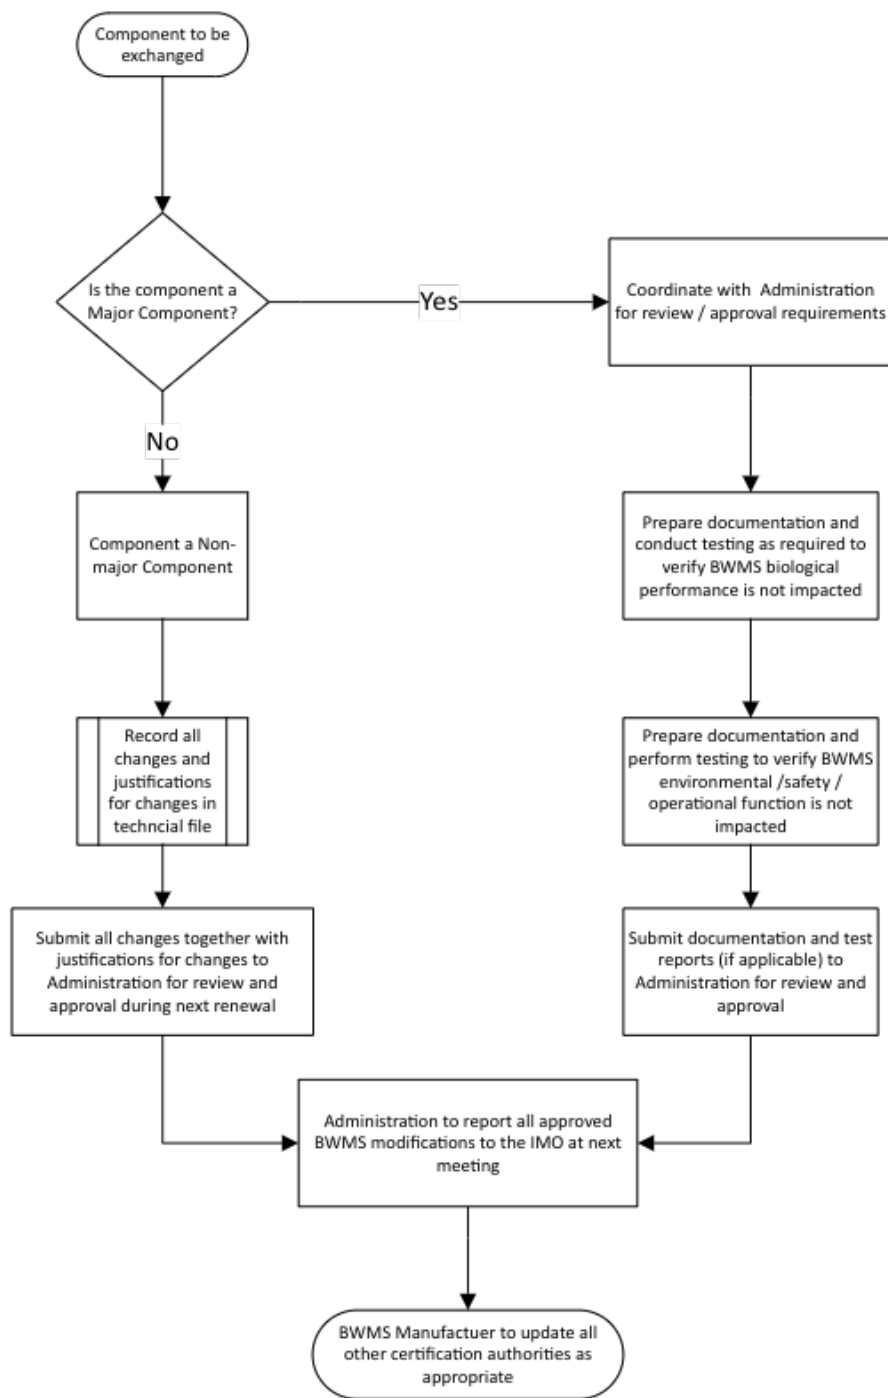 Component to be
exchanged
Is the component a
Major Component?
Yes
Coordinate with Administration
for review / approval requirements
No
Component a Non-
major Component
Prepare documentation and
conduct testing as required to
verify BWMS biological
performance is not impacted
Record all
changes and
justifications
for changes in
techncial file
Prepare documentation and
perform testing to verify BWMS
environmental /safety /
operational function is not
impacted
Submit all changes together with
justifications for changes to
Administration for review and
approval during next renewal
Submit documentation and test
reports (if applicable) to
Administration for review and
approval
Administration to report all approved
BWMS modifications to the IMO at next
meeting
BWMS Manufactuer to update all
other certification authorities as
appropriate